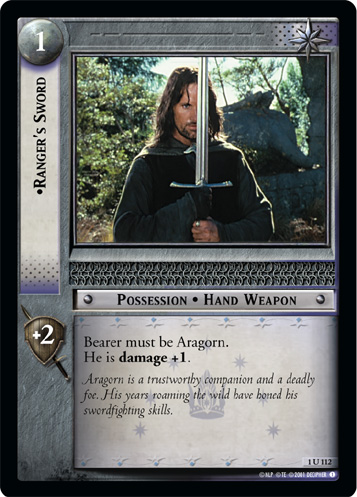 1
•RANGER'S SWORD
POSSESSION • HAND WEAPON
+2
Bearer must be Aragorn.
He is damage +1.
Aragorn is a trustworthy companion and a deadly
foe. His years roaming the wild have honed his
swordfighting skills.
1 U 112
©NLP ©TE ©2001 DECIPHER